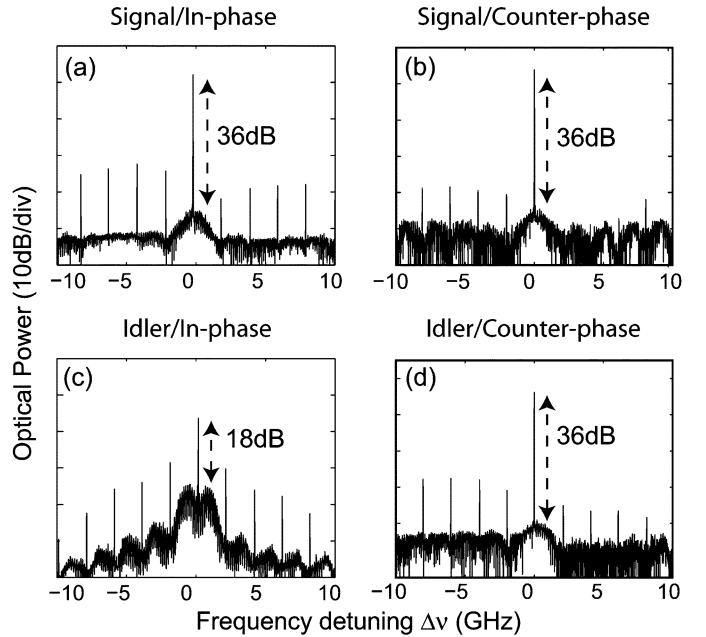 Signal/In-phase
Signal/Counter-phase
(a)
36dB
(b)
36dB
−10 −5 0 5 10
−10 −5 0 5 10
Idler/In-phase
Idler/Counter-phase
(c)
18dB
(d)
36dB
−10 −5 0 5 10
−10 −5 0 5 10
Optical Power (10dB/div)
Frequency detuning Δν (GHz)